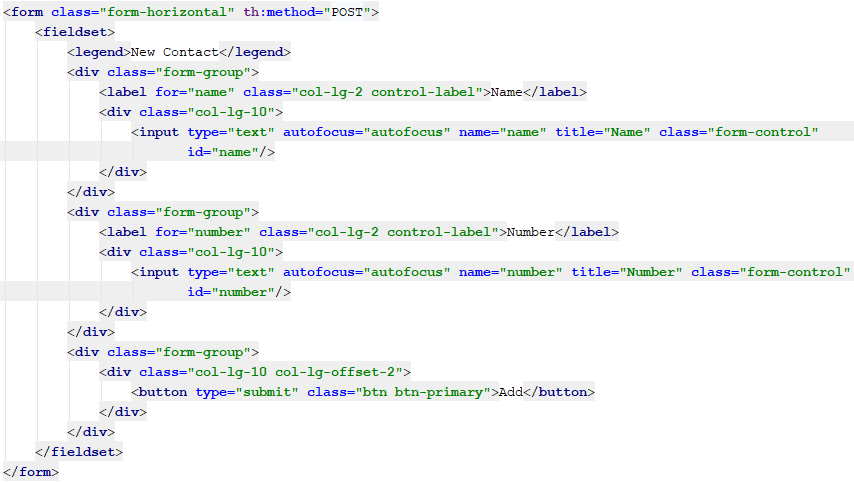 <form class="form-horizontal" th:method="POST">
<fieldset>
<legend>New Contact</legend>
<div class="form-group">
<label for="name" class="col-lg-2 control-label">Name</label>
<div class="col-lg-10">
<input type="text" autofocus="autofocus" name="name" title="Name" class="form-control"
id="name"/>
</div>
</div>
<div class="form-group">
<label for="number" class="col-lg-2 control-label">Number</label>
<div class="col-lg-10">
<input type="text" autofocus="autofocus" name="number" title="Number" class="form-control"
id="number"/>
</div>
</div>
<div class="form-group">
<div class="col-lg-10 col-lg-offset-2">
<button type="submit" class="btn btn-primary">Add</button>
</div>
</div>
</fieldset>
</form>